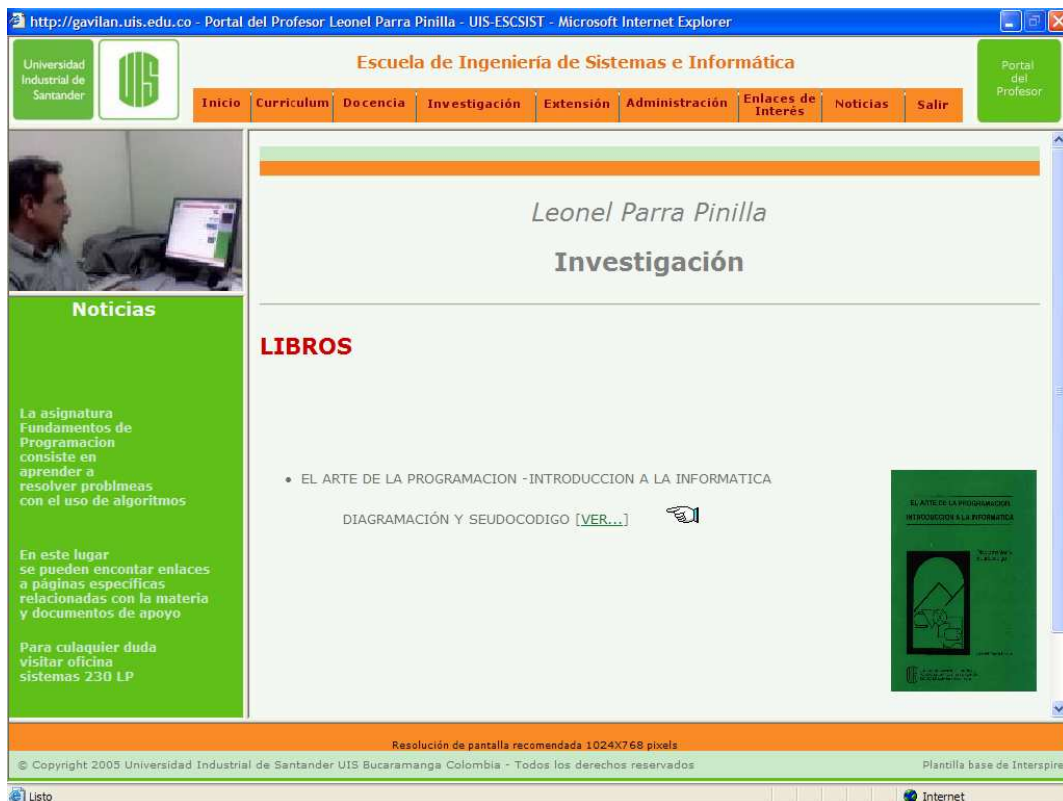 http://gavilan.uis.edu.co - Portal del Profesor Leonel Parra Pinilla - UIS-ESCSIST - Microsoft Internet Explorer
Universidad
Industrial de
Santander
Escuela de Ingeniería de Sistemas e Informática
Portal
del
Profesor
Inicio Curriculum Docencia Investigación Extensión Administración Enlaces de Interés Noticias Salir
Leonel Parra Pinilla
Investigación
Noticias
LIBROS
La asignatura
Fundamentos de
Programacion
consiste en
aprender a
resolver problmeas
con el uso de algoritmos
En este lugar
se pueden encontar enlaces
a páginas específicas
relacionadas con la materia
y documentos de apoyo
Para culaquier duda
visitar oficina
sistemas 230 LP
• EL ARTE DE LA PROGRAMACION -INTRODUCCION A LA INFORMATICA
DIAGRAMACIÓN Y SEUDOCODIGO [VER...]
EL ARTE DE LA PROGRAMACION
INTRODUCCION A LA INFORMATICA
Resolución de pantalla recomendada 1024X768 pixels
© Copyright 2005 Universidad Industrial de Santander UIS Bucaramanga Colombia - Todos los derechos reservados
Plantilla base de Interspire
Listo
Internet